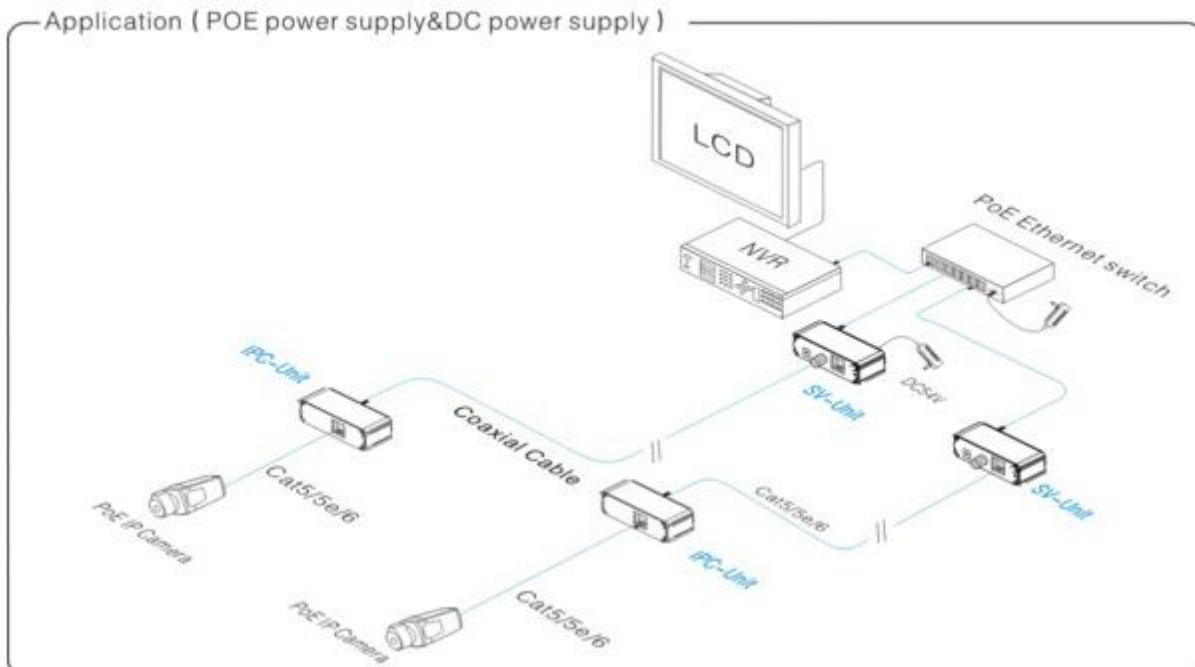 Application ( POE power supply&DC power supply )
LCD
NVR
PoE Ethernet switch
IPC-Unit
SV-Unit
DC54V
Coaxial Cable
Cat5/5e/6
PoE IP Camera
Cat5/5e/6
SV-Unit
IPC-Unit
Cat5/5e/6
PoE IP Camera